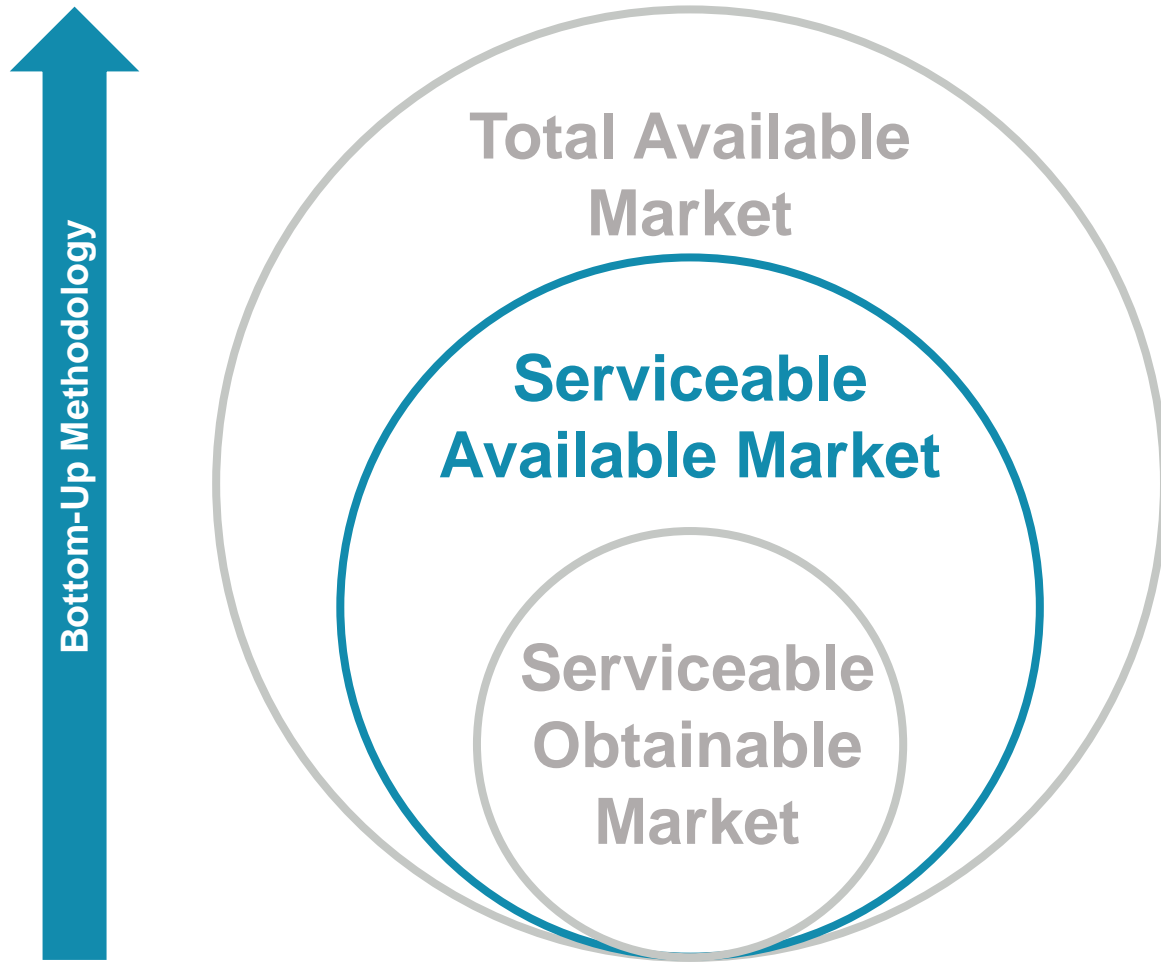 Bottom-Up Methodology
Total Available
Market
Serviceable
Available Market
Serviceable
Obtainable
Market